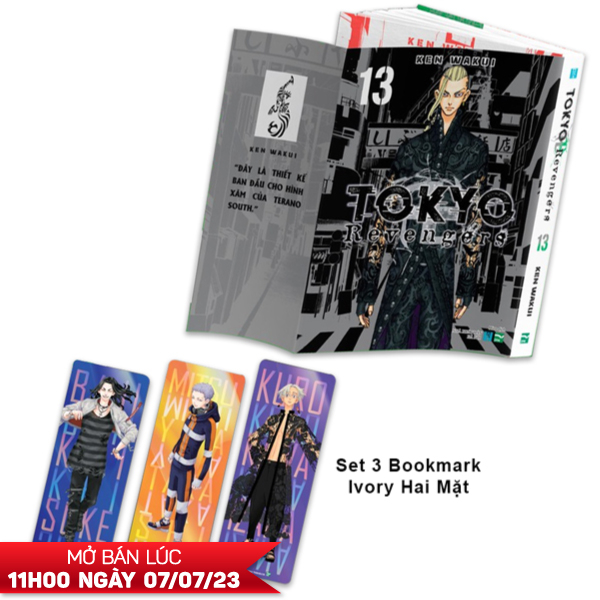 KEN WAKUI
"ĐÂY LÀ THIẾT KẾ
BAN ĐẦU CHO HÌNH
XĂM CỦA TERANO
SOUTH."
KEN WAKUI
13
TOKYO
Revengers
TOKYO Revengers
13
KEN WAKUI
MITSU
KURO
Set 3 Bookmark
Ivory Hai Mặt
MỞ BÁN LÚC
11H00 NGÀY 07/07/23